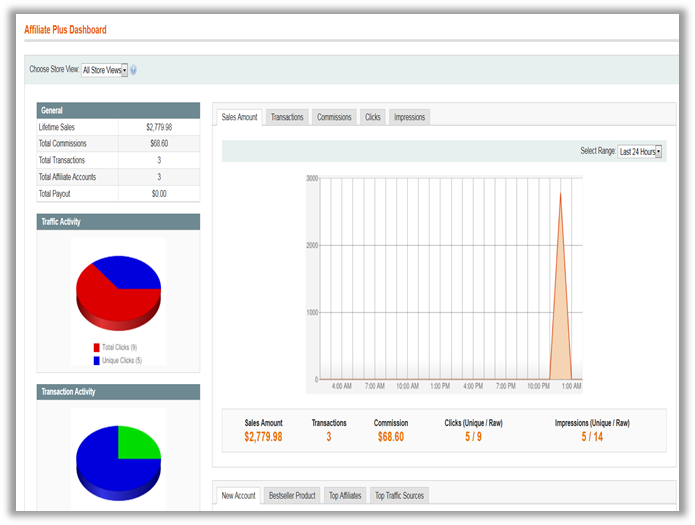 Affiliate Plus Dashboard
Choose Store View: All Store Views
General
Lifetime Sales $2,779.98
Total Commissions $68.60
Total Transactions 3
Total Affiliate Accounts 3
Total Payout $0.00
Traffic Activity
Total Clicks (9)
Unique Clicks (5)
Transaction Activity
Sales Amount Transactions Commissions Clicks Impressions
Select Range: Last 24 Hours
3000
2000
1000
0
4:00 AM 7:00 AM 10:00 AM 1:00 PM 4:00 PM 7:00 PM 10:00 PM 1:00 AM
Sales Amount Transactions Commission Clicks (Unique / Raw) Impressions (Unique / Raw)
$2,779.98 3 $68.60 5 / 9 5 / 14
New Account Bestseller Product Top Affiliates Top Traffic Sources